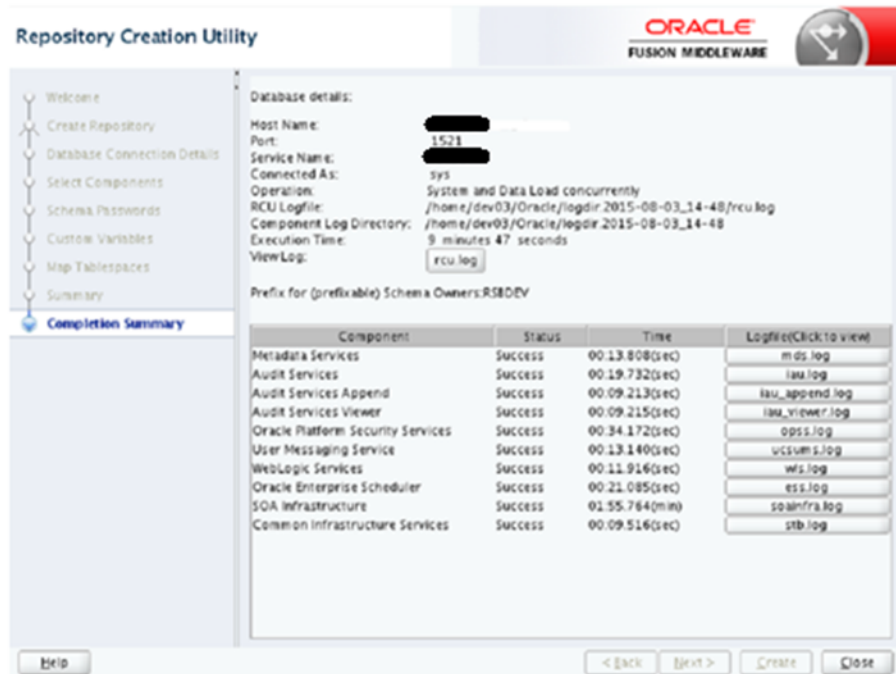 Repository Creation Utility
ORACLE
FUSION MIDDLEWARE
Welcome
Create Repository
Database Connection Details
Select Components
Schema Passwords
Custom Variables
Map Tablespaces
Summary
Completion Summary
Database details:
Host Name:
Port: 1521
Service Name:
Connected As: sys
Operation: System and Data Load concurrently
RCU Logfile: /home/dev03/Oracle/logdir.2015-08-03_14-48/rcu.log
Component Log Directory: /home/dev03/Oracle/logdir.2015-08-03_14-48
Execution Time: 9 minutes 47 seconds
View Log: rcu.log
Prefix for (prefixable) Schema Owners:RSBDEV
Component Status Time Logfile(Click to view)
Metadata Services Success 00:13.808(sec) mds.log
Audit Services Success 00:19.732(sec) iau.log
Audit Services Append Success 00:09.213(sec) iau_append.log
Audit Services Viewer Success 00:09.215(sec) iau_viewer.log
Oracle Platform Security Services Success 00:34.172(sec) opss.log
User Messaging Service Success 00:13.140(sec) ucsums.log
WebLogic Services Success 00:11.916(sec) wls.log
Oracle Enterprise Scheduler Success 00:21.085(sec) ess.log
SOA Infrastructure Success 01:55.764(min) soainfra.log
Common Infrastructure Services Success 00:09.516(sec) stb.log
Help
< Back
Next >
Create
Close